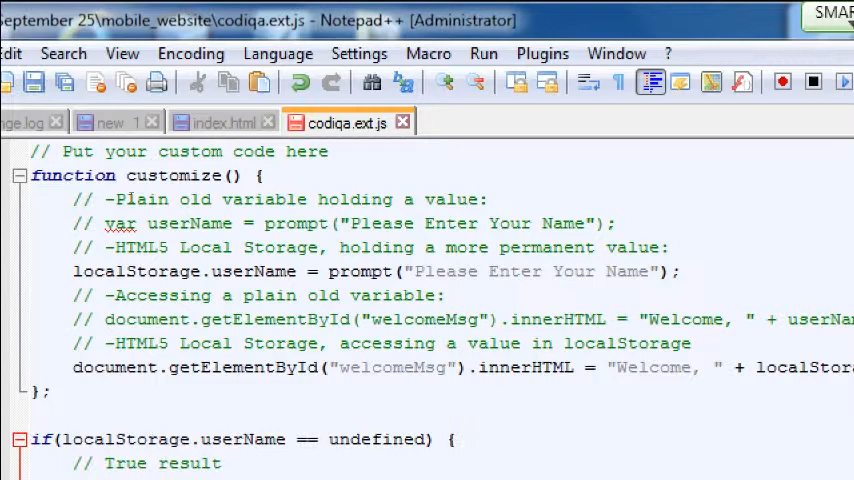 September 25\mobile_website\codiqa.ext.js - Notepad++ [Administrator]
SMAR
Edit Search View Encoding Language Settings Macro Run Plugins Window ?
nge.log new 1 index.html codiqa.ext.js
// Put your custom code here
function customize() {
// -Plain old variable holding a value:
// var userName = prompt("Please Enter Your Name");
// -HTML5 Local Storage, holding a more permanent value:
localStorage.userName = prompt("Please Enter Your Name");
// -Accessing a plain old variable:
// document.getElementById("welcomeMsg").innerHTML = "Welcome, " + userNa
// -HTML5 Local Storage, accessing a value in localStorage
document.getElementById("welcomeMsg").innerHTML = "Welcome, " + localStora
};
if(localStorage.userName == undefined) {
// True result